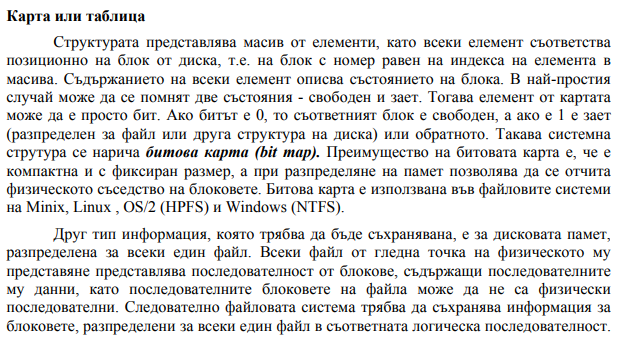 Карта или таблица
Структурата представлява масив от елементи, като всеки елемент съответства
позиционно на блок от диска, т.е. на блок с номер равен на индекса на елемента в
масива. Съдържанието на всеки елемент описва състоянието на блока. В най-простия
случай може да се помнят две състояния - свободен и зает. Тогава елемент от картата
може да е просто бит. Ако битът е 0, то съответният блок е свободен, а ако е 1 е зает
(разпределен за файл или друга структура на диска) или обратното. Такава системна
струтура се нарича битова карта (bit map). Преимущество на битовата карта е, че е
компактна и с фиксиран размер, а при разпределяне на памет позволява да се отчита
физическото съседство на блоковете. Битова карта е използвана във файловите системи
на Minix, Linux , OS/2 (HPFS) и Windows (NTFS).
Друг тип информация, която трябва да бъде съхранявана, е за дисковата памет,
разпределена за всеки един файл. Всеки файл от гледна точка на физическото му
представяне представлява последователност от блокове, съдържащи последователните
му данни, като последователните блоковете на файла може да не са физически
последователни. Следователно файловата система трябва да съхранява информация за
блоковете, разпределени за всеки един файл в съответната логическа последователност.